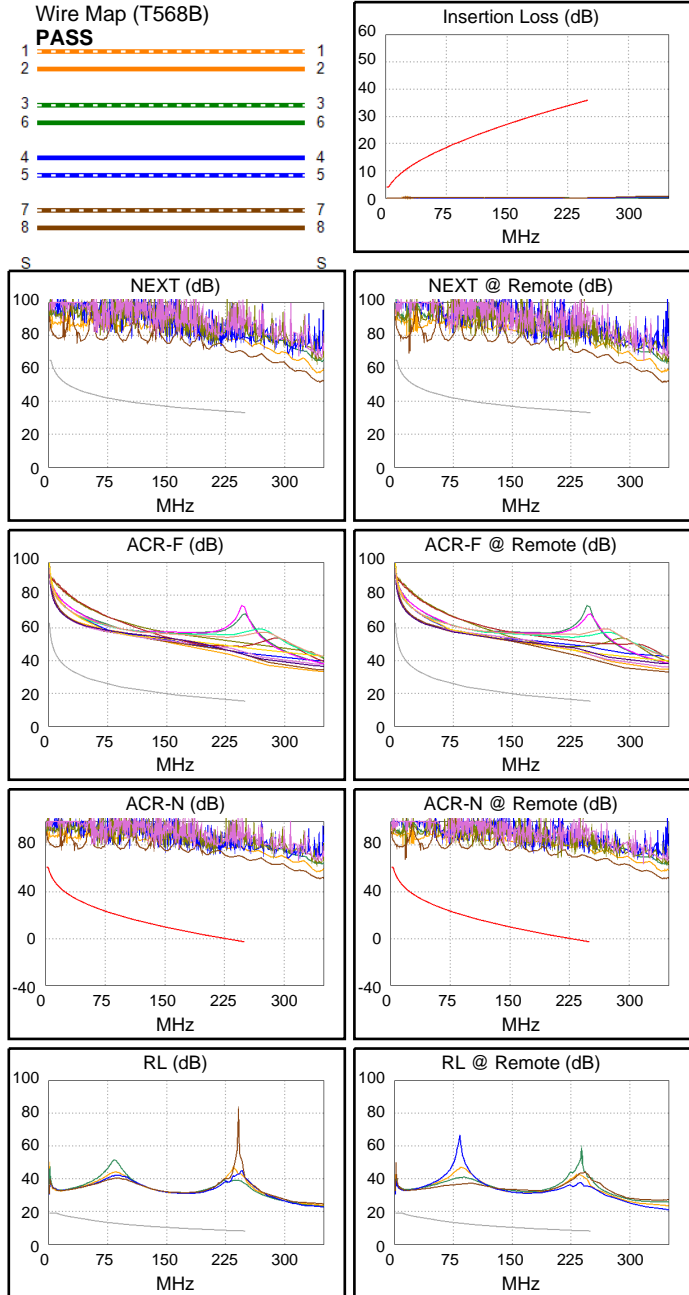 Wire Map (T568B)
PASS
1 1
2 2
3 3
6 6
4 4
5 5
7 7
8 8
S S
Insertion Loss (dB)
60
50
40
30
20
10
0
0 75 150 225 300
MHz
NEXT (dB)
100
80
60
40
20
0
0 75 150 225 300
MHz
NEXT @ Remote (dB)
100
80
60
40
20
0
0 75 150 225 300
MHz
ACR-F (dB)
100
80
60
40
20
0
0 75 150 225 300
MHz
ACR-F @ Remote (dB)
100
80
60
40
20
0
0 75 150 225 300
MHz
ACR-N (dB)
80
40
0
-40
0 75 150 225 300
MHz
ACR-N @ Remote (dB)
80
40
0
-40
0 75 150 225 300
MHz
RL (dB)
100
80
60
40
20
0
0 75 150 225 300
MHz
RL @ Remote (dB)
100
80
60
40
20
0
0 75 150 225 300
MHz